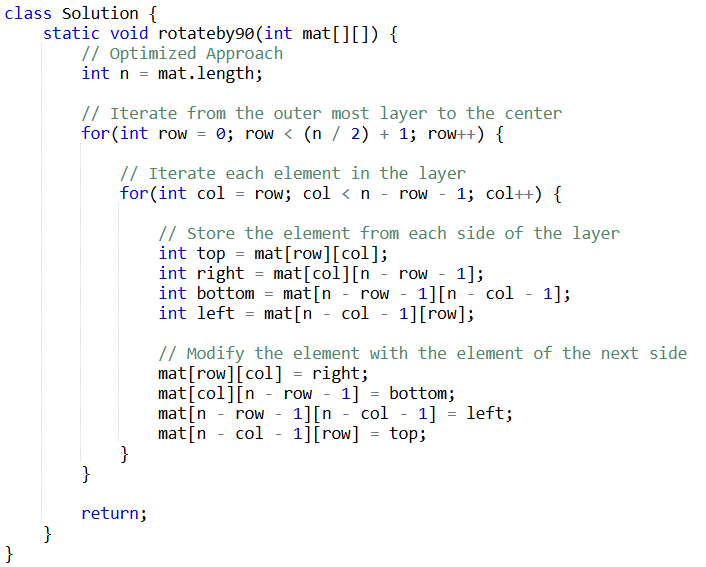 class Solution {
    static void rotateby90(int mat[][]) {
        // Optimized Approach
        int n = mat.length;

        // Iterate from the outer most layer to the center
        for(int row = 0; row < (n / 2) + 1; row++) {

            // Iterate each element in the layer
            for(int col = row; col < n - row - 1; col++) {

                // Store the element from each side of the layer
                int top = mat[row][col];
                int right = mat[col][n - row - 1];
                int bottom = mat[n - row - 1][n - col - 1];
                int left = mat[n - col - 1][row];

                // Modify the element with the element of the next side
                mat[row][col] = right;
                mat[col][n - row - 1] = bottom;
                mat[n - row - 1][n - col - 1] = left;
                mat[n - col - 1][row] = top;
            }
        }

        return;
    }
}